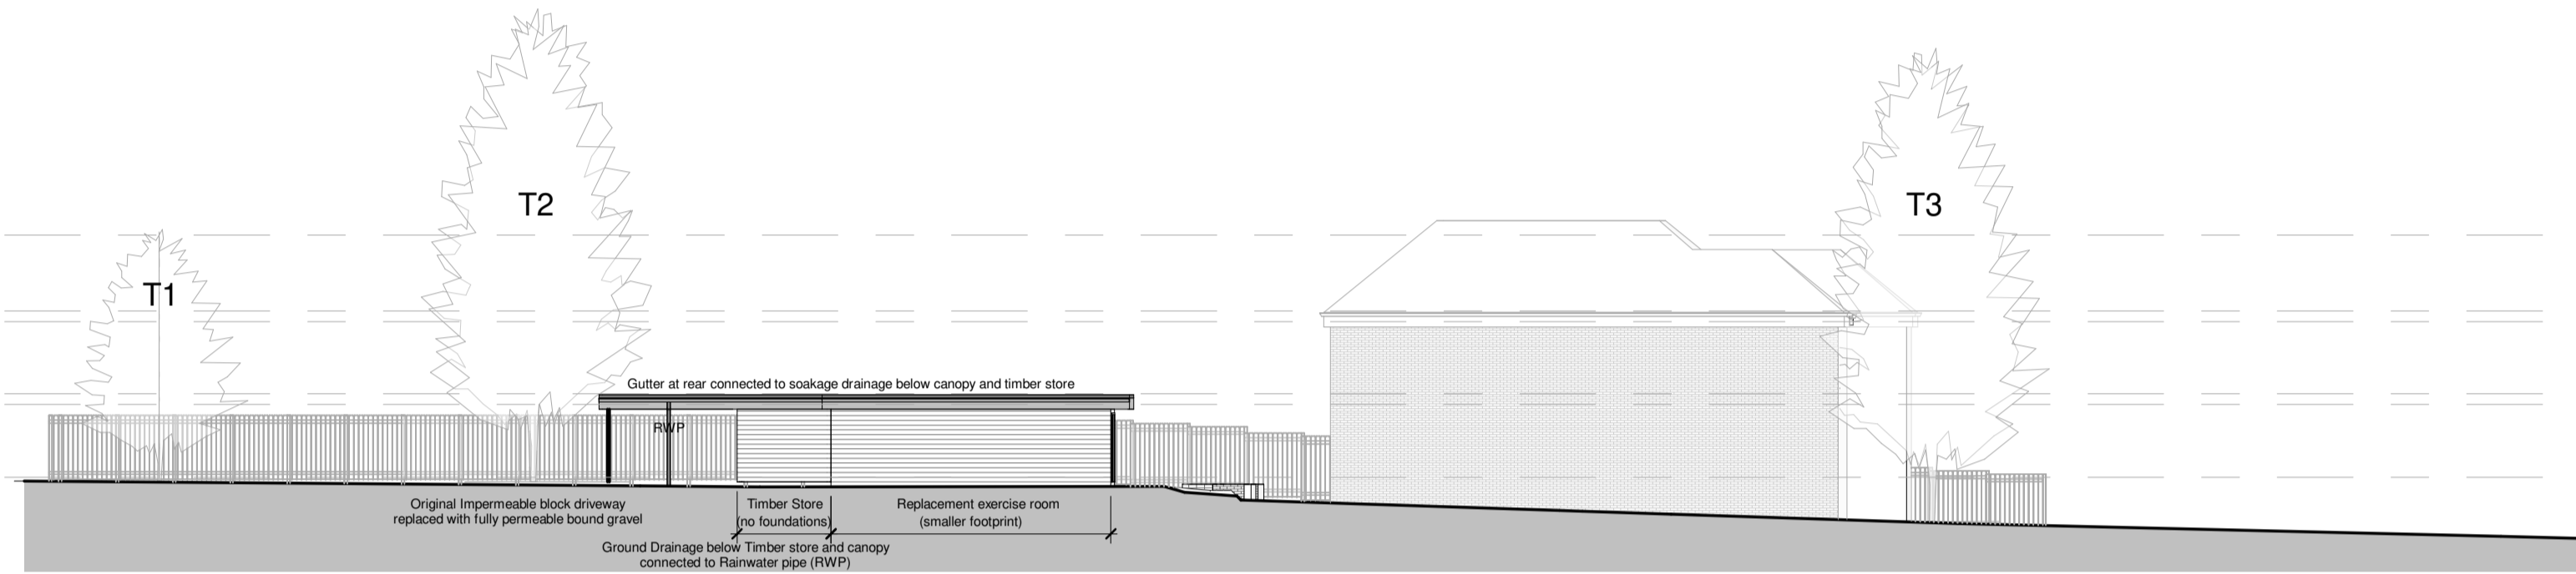 T2
T3
T1
Gutter at rear connected to soakage drainage below canopy and timber store
RWP
Original Impermeable block driveway
replaced with fully permeable bound gravel
Timber Store
(no foundations)
Replacement exercise room
(smaller footprint)
Ground Drainage below Timber store and canopy
connected to Rainwater pipe (RWP)